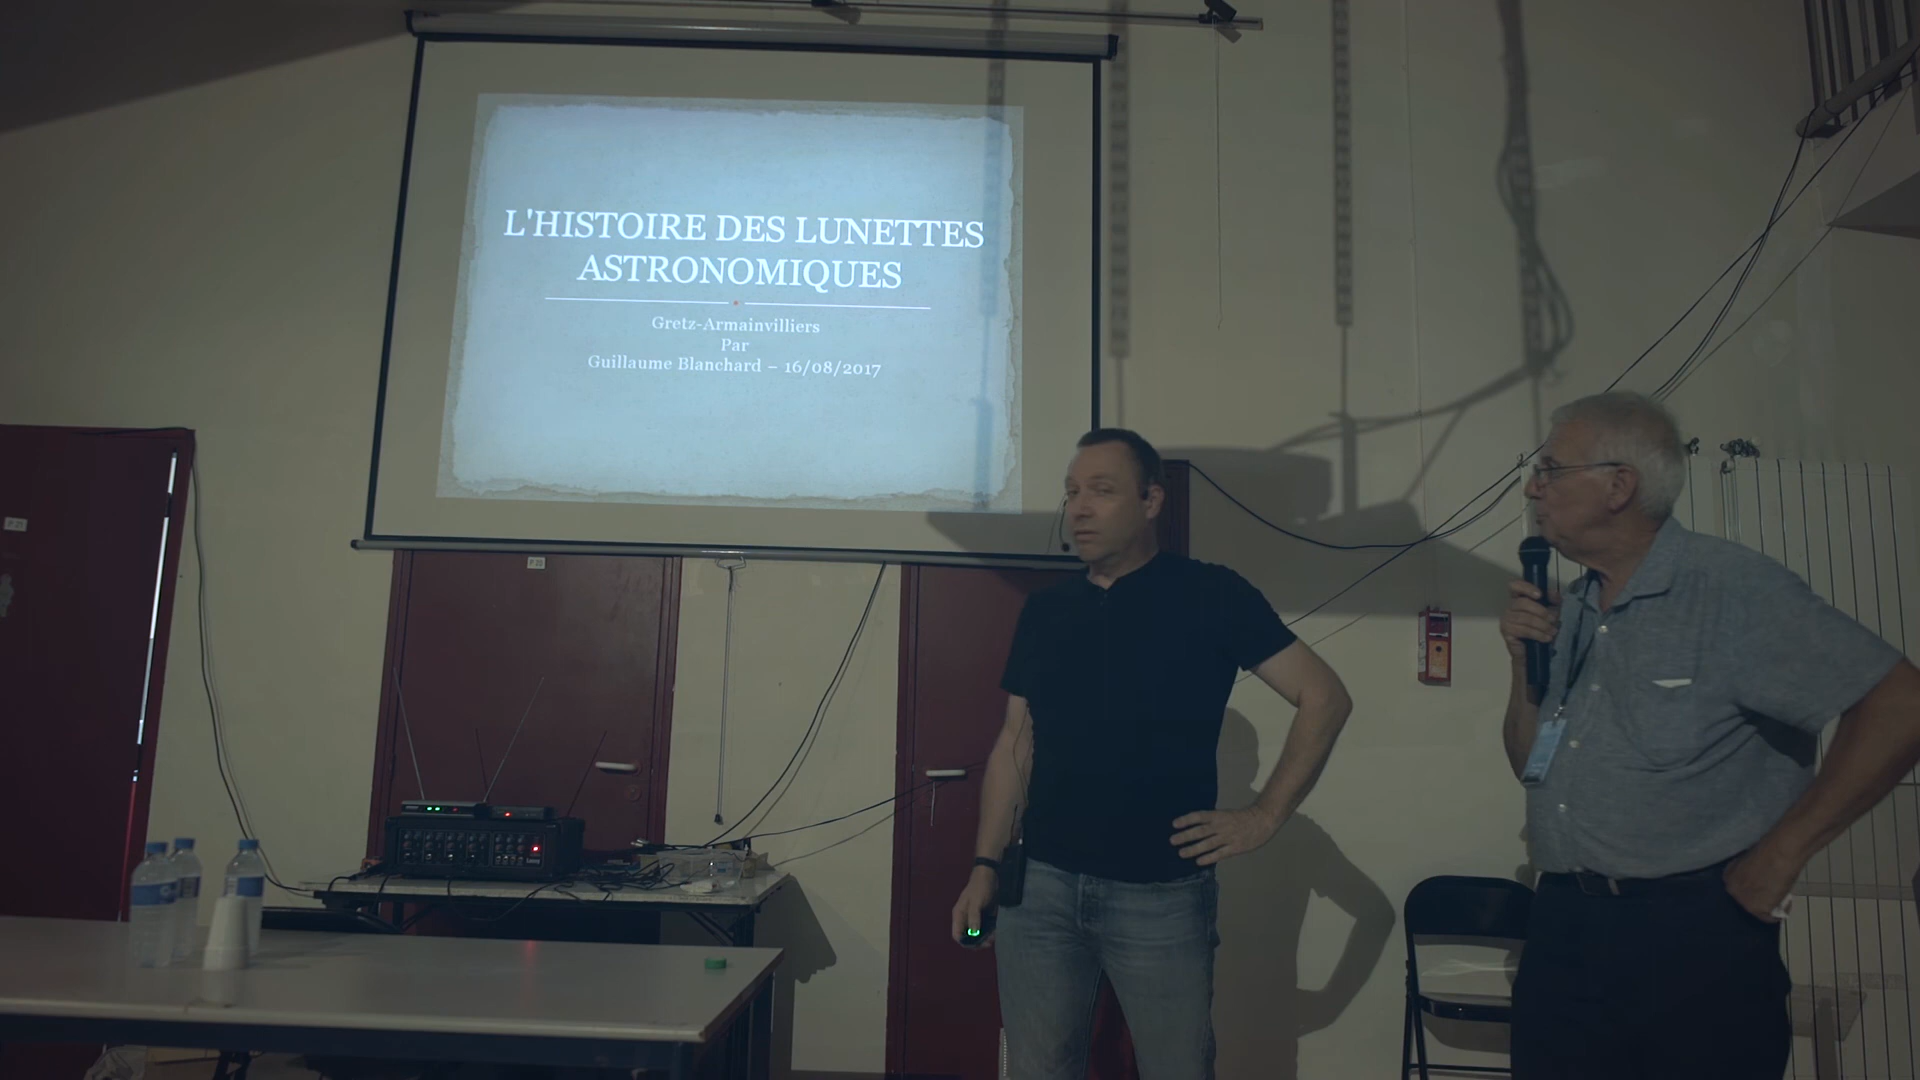 L'HISTOIRE DES LUNETTES
ASTRONOMIQUES
Gretz-Armainvilliers
Par
Guillaume Blanchard – 16/08/2017